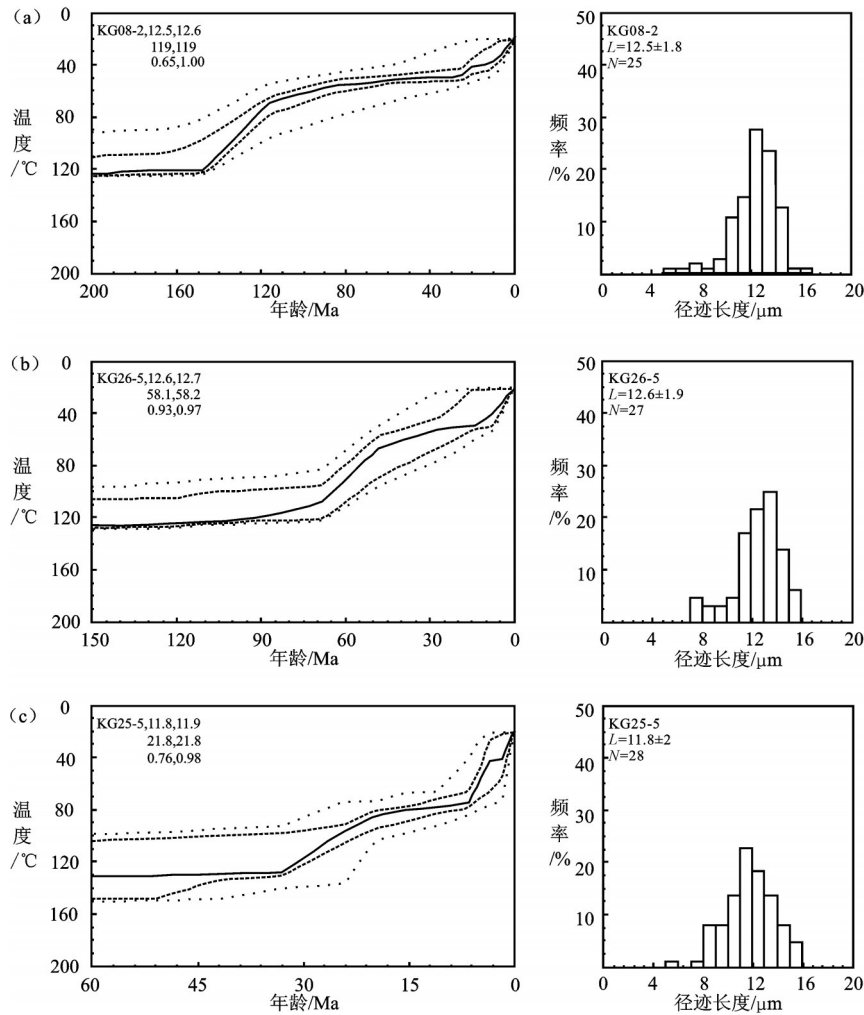 (a)
0
40
80
120
160
200
温度/℃
KG08-2,12.5,12.6
119,119
0.65,1.00
200
160
120
80
40
0
年龄/Ma
50
40
30
20
10
频率/%
KG08-2
L=12.5±1.8
N=25
0
4
8
12
16
20
径迹长度/μm
(b)
0
40
80
120
160
200
温度/℃
KG26-5,12.6,12.7
58.1,58.2
0.93,0.97
150
120
90
60
30
0
年龄/Ma
50
40
30
20
10
频率/%
KG26-5
L=12.6±1.9
N=27
0
4
8
12
16
20
径迹长度/μm
(c)
0
40
80
120
160
200
温度/℃
KG25-5,11.8,11.9
21.8,21.8
0.76,0.98
60
45
30
15
0
年龄/Ma
50
40
30
20
10
频率/%
KG25-5
L=11.8±2
N=28
0
4
8
12
16
20
径迹长度/μm